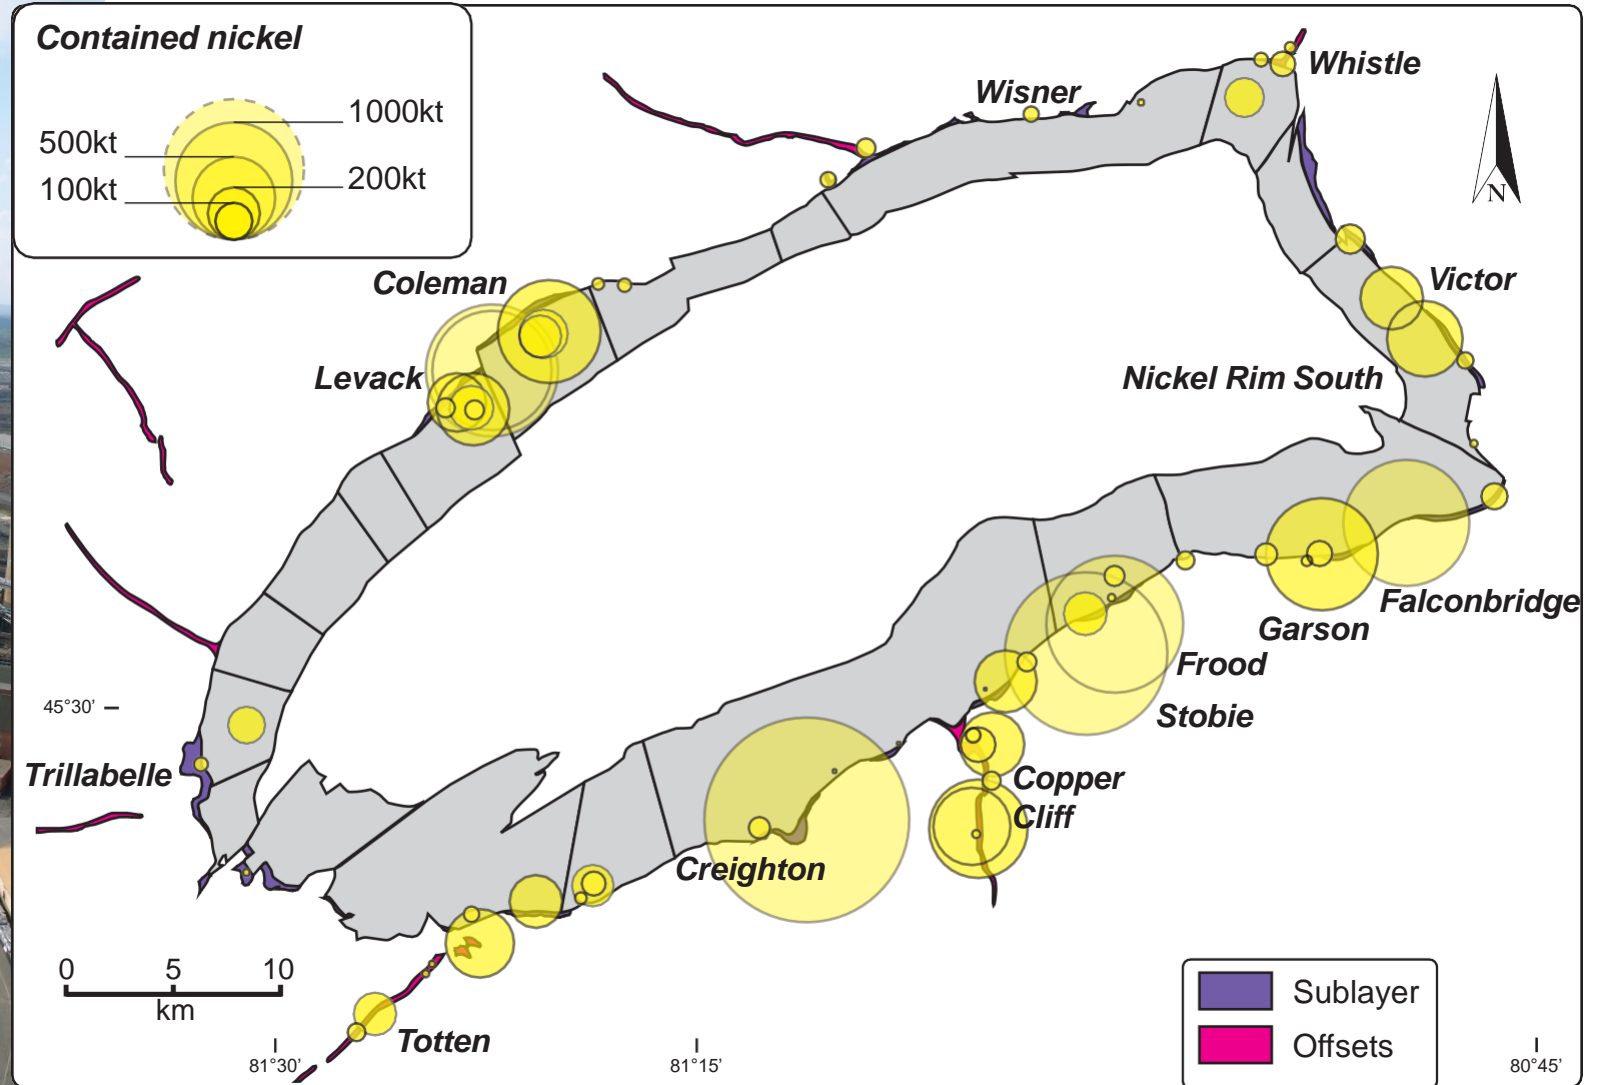 Contained nickel
1000kt
500kt
200kt
100kt
Whistle
Wisner
N
Coleman
Victor
Levack
Nickel Rim South
Falconbridge
Garson
Frood
45°30’
Stobie
Trillabelle
Copper
Cliff
Creighton
0 5 10
km
Sublayer
Totten
Offsets
81°30’
81°15’
80°45’